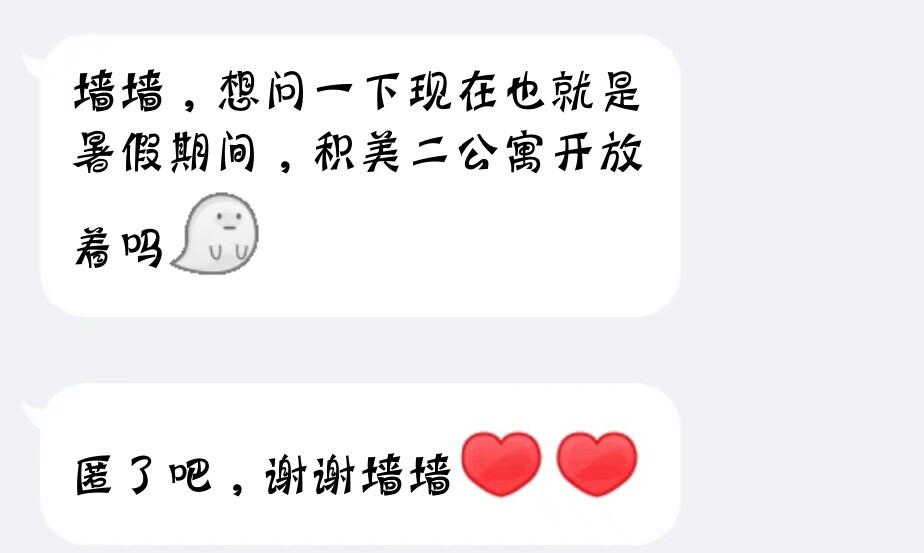 墙墙，想问一下现在也就是
暑假期间，积美二公寓开放
着吗
匿了吧，谢谢墙墙